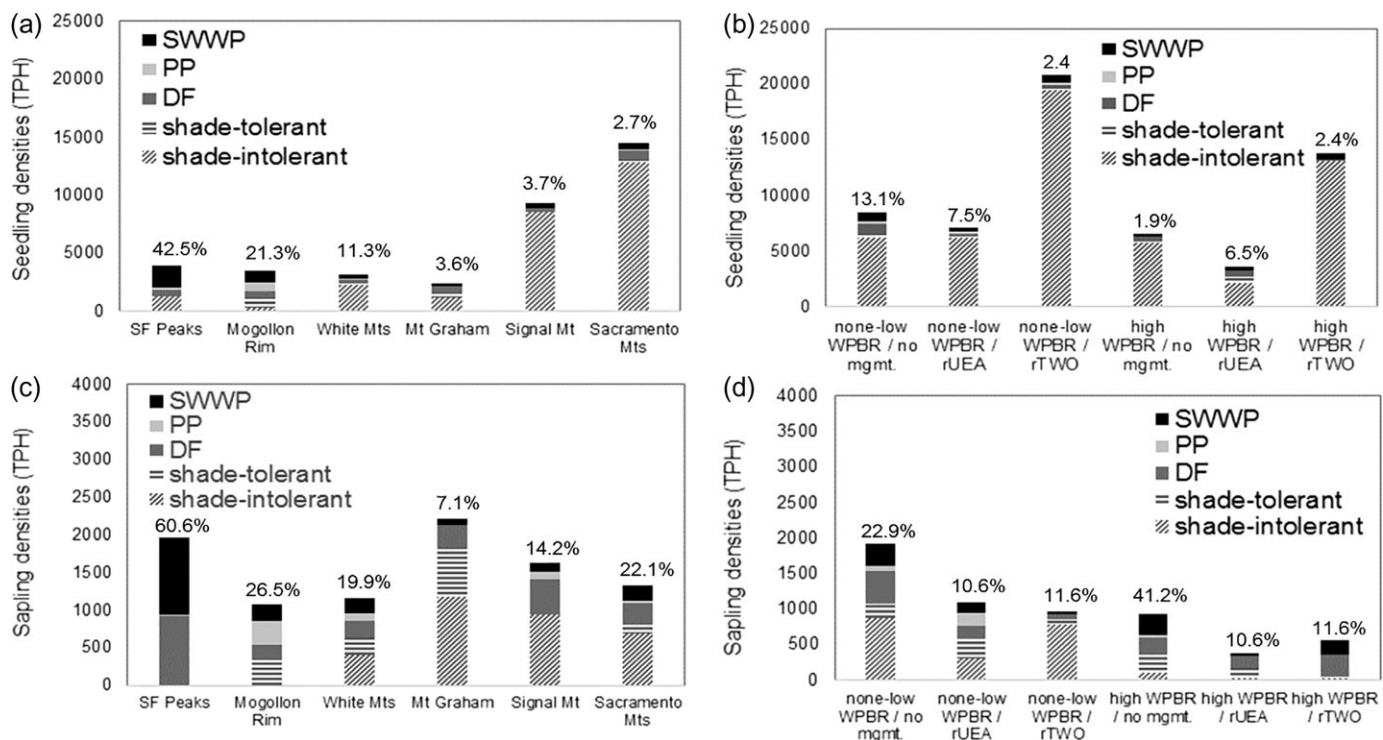 (a)
Seedling densities (TPH)
25000
20000
15000
10000
5000
0
SWWP
PP
DF
shade-tolerant
shade-intolerant
42.5%
21.3%
11.3%
3.6%
3.7%
2.7%
SF Peaks
Mogollon
Rim
White Mts
Mt Graham
Signal Mt
Sacramento
Mts
(b)
Seedling densities (TPH)
25000
20000
15000
10000
5000
0
SWWP
PP
DF
shade-tolerant
shade-intolerant
13.1%
7.5%
2.4
1.9%
6.5%
2.4%
none-low
WPBR / no
mgmt.
none-low
WPBR /
rUEA
none-low
WPBR /
rTWO
high
WPBR / no
mgmt.
high
WPBR /
rUEA
high
WPBR /
rTWO
(c)
Sapling densities (TPH)
4000
3500
3000
2500
2000
1500
1000
500
0
SWWP
PP
DF
shade-tolerant
shade-intolerant
60.6%
26.5%
19.9%
7.1%
14.2%
22.1%
SF Peaks
Mogollon
Rim
White Mts
Mt Graham
Signal Mt
Sacramento
Mts
(d)
Sapling densities (TPH)
4000
3500
3000
2500
2000
1500
1000
500
0
SWWP
PP
DF
shade-tolerant
shade-intolerant
22.9%
10.6%
11.6%
41.2%
10.6%
11.6%
none-low
WPBR / no
mgmt.
none-low
WPBR /
rUEA
none-low
WPBR /
rTWO
high WPBR
/ no mgmt.
high WPBR
/ rUEA
high WPBR
/ rTWO